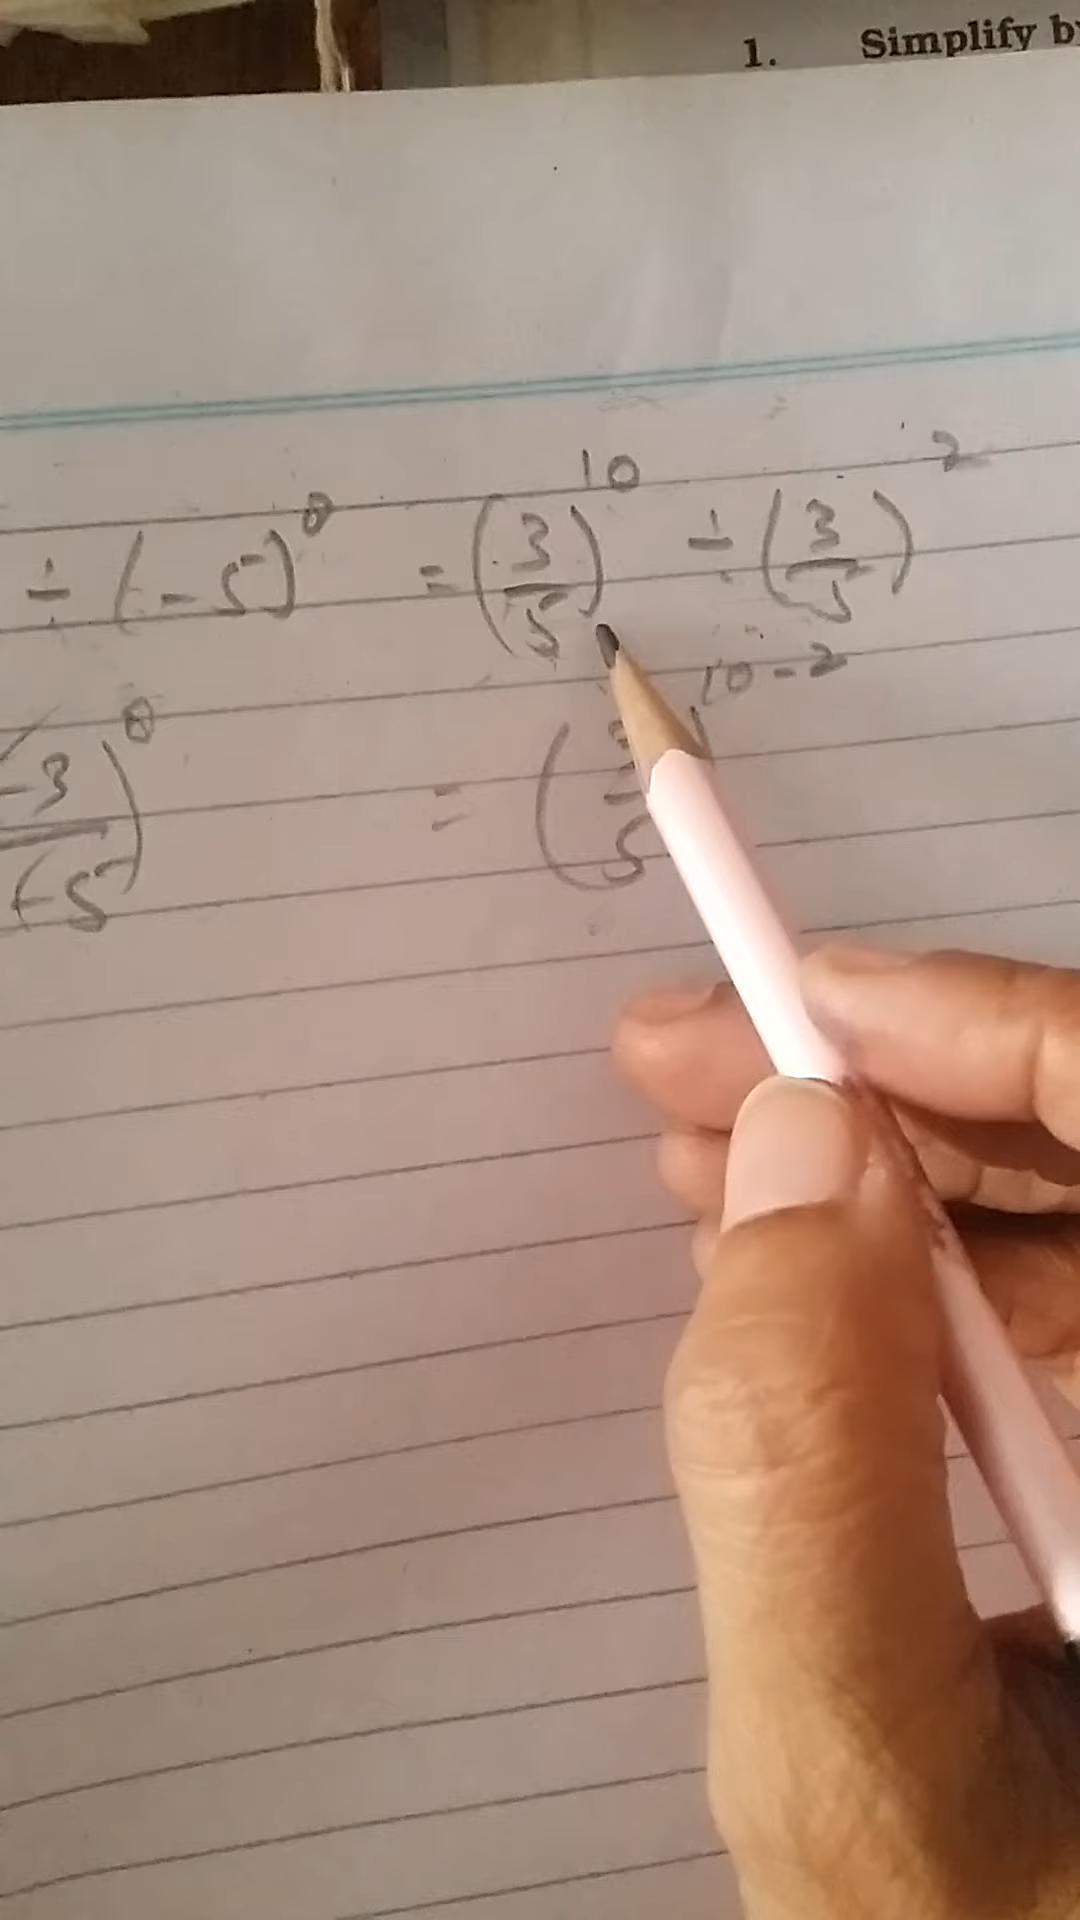 1. Simplify
÷ (-5)^8 = (3/5)^10 ÷ (3/5)^2
(-3/-5)^8 = (3/5)^10-2